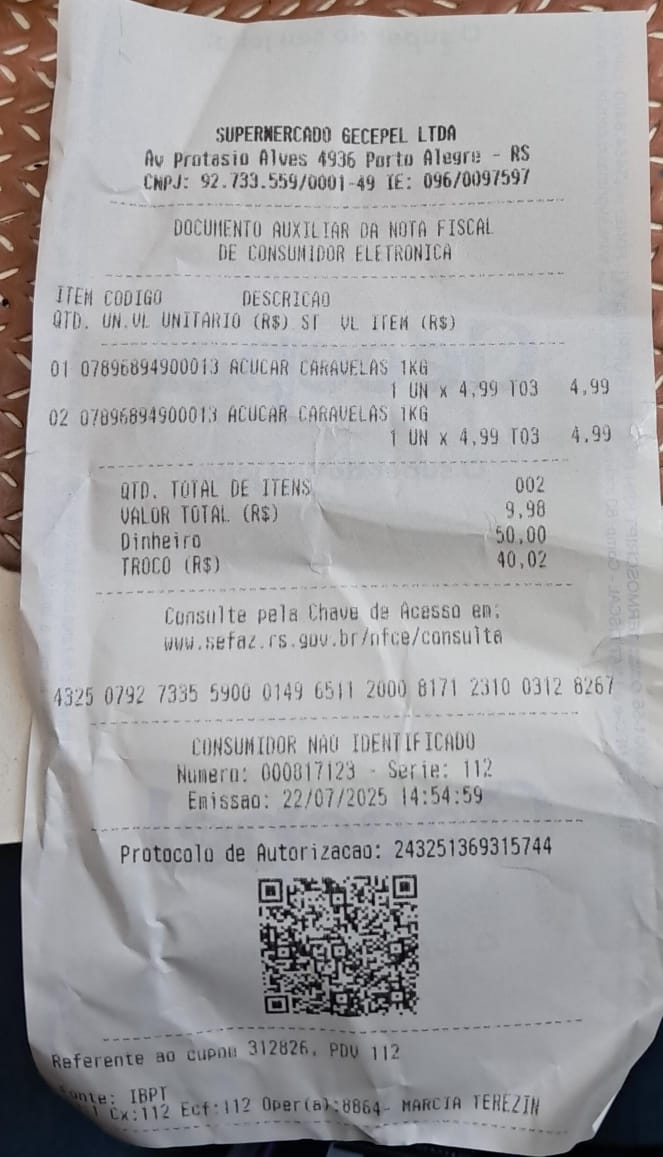 SUPERMERCADO GECEPEL LTDA
Av Protasio Alves 4936 Porto Alegre - RS
CNPJ: 92.733.559/0001-49 IE: 096/0097597
DOCUMENTO AUXILIAR DA NOTA FISCAL
DE CONSUMIDOR ELETRONICA
ITEM CODIGO DESCRICAO
QTD. UN.VL UNITARIO (R$) ST VL ITEM (R$)
01 07896894900013 ACUCAR CARAVELAS 1KG
1 UN x 4,99 T03 4,99
02 07896894900013 ACUCAR CARAVELAS 1KG
1 UN x 4,99 T03 4,99
QTD. TOTAL DE ITENS 002
VALOR TOTAL (R$) 9,98
Dinheiro 50,00
TROCO (R$) 40,02
Consulte pela Chave de Acesso em:
www.sefaz.rs.gov.br/nfce/consulta
4325 0792 7335 5900 0149 6511 2000 8171 2310 0312 8267
CONSUMIDOR NAO IDENTIFICADO
Numero: 000817123 - Serie: 112
Emissao: 22/07/2025 14:54:59
Protocolo de Autorizacao: 243251369315744
Referente ao cupom 312826, PDV 112
Fonte: IBPT
Cx:112 Ecf:112 Oper(a):8864- MARCIA TEREZIN